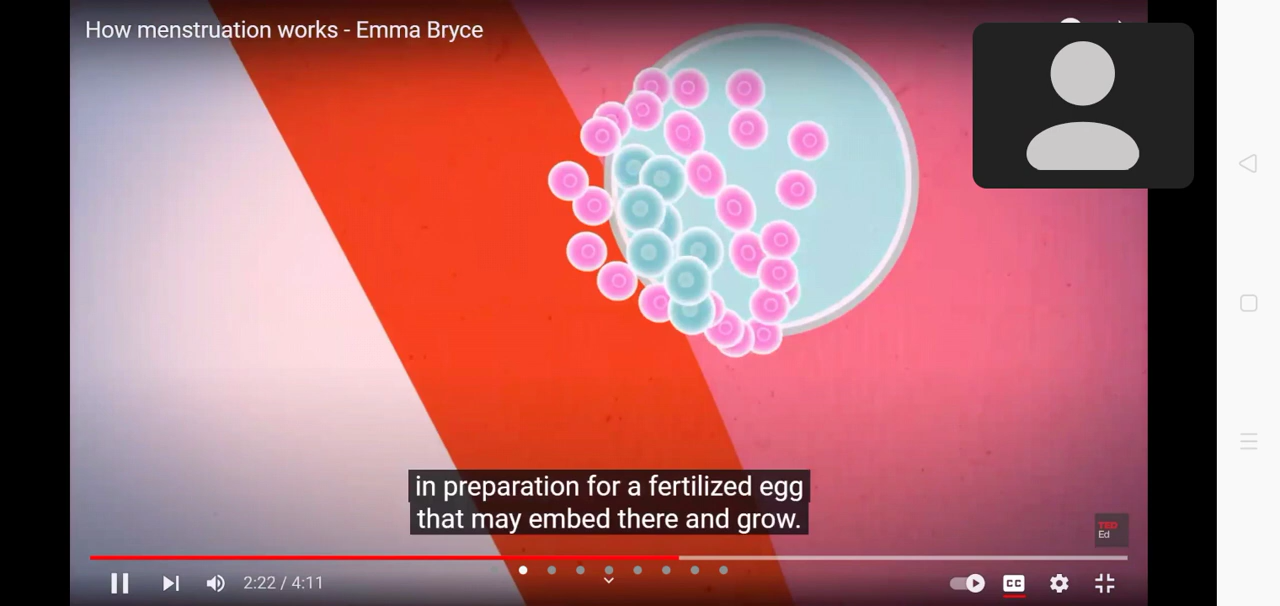 How menstruation works - Emma Bryce
in preparation for a fertilized egg
that may embed there and grow.
TED
Ed
2:22 / 4:11
CC